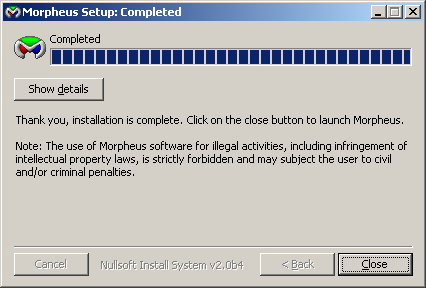 Morpheus Setup: Completed
Completed
Show details
Thank you, installation is complete. Click on the close button to launch Morpheus.
Note: The use of Morpheus software for illegal activities, including infringement of
intellectual property laws, is strictly forbidden and may subject the user to civil
and/or criminal penalties.
Cancel
Nullsoft Install System v2.0b4
< Back
Close